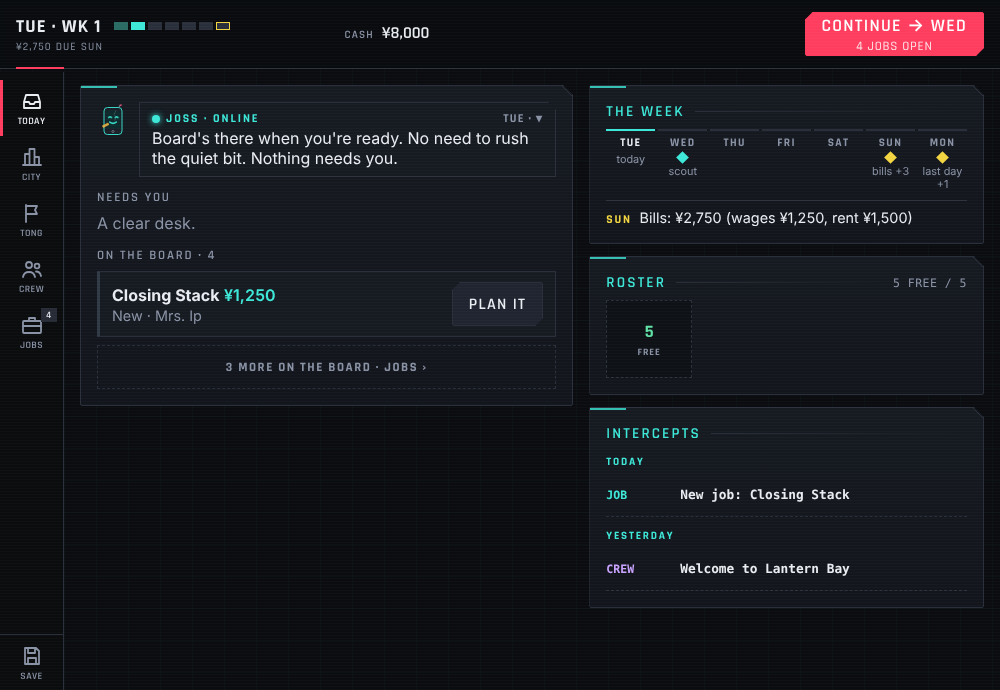 TUE · WK 1
¥2,750 DUE SUN
CASH ¥8,000
CONTINUE → WED
4 JOBS OPEN
TODAY
CITY
TONG
CREW
4
JOBS
SAVE
JOSS · ONLINE
TUE · ▼
Board's there when you're ready. No need to rush
the quiet bit. Nothing needs you.
NEEDS YOU
A clear desk.
ON THE BOARD · 4
Closing Stack ¥1,250
New · Mrs. Ip
PLAN IT
3 MORE ON THE BOARD · JOBS ›
THE WEEK
TUE WED THU FRI SAT SUN MON
today scout bills +3 last day
+1
SUN Bills: ¥2,750 (wages ¥1,250, rent ¥1,500)
ROSTER 5 FREE / 5
5
FREE
INTERCEPTS
TODAY
JOB New job: Closing Stack
YESTERDAY
CREW Welcome to Lantern Bay